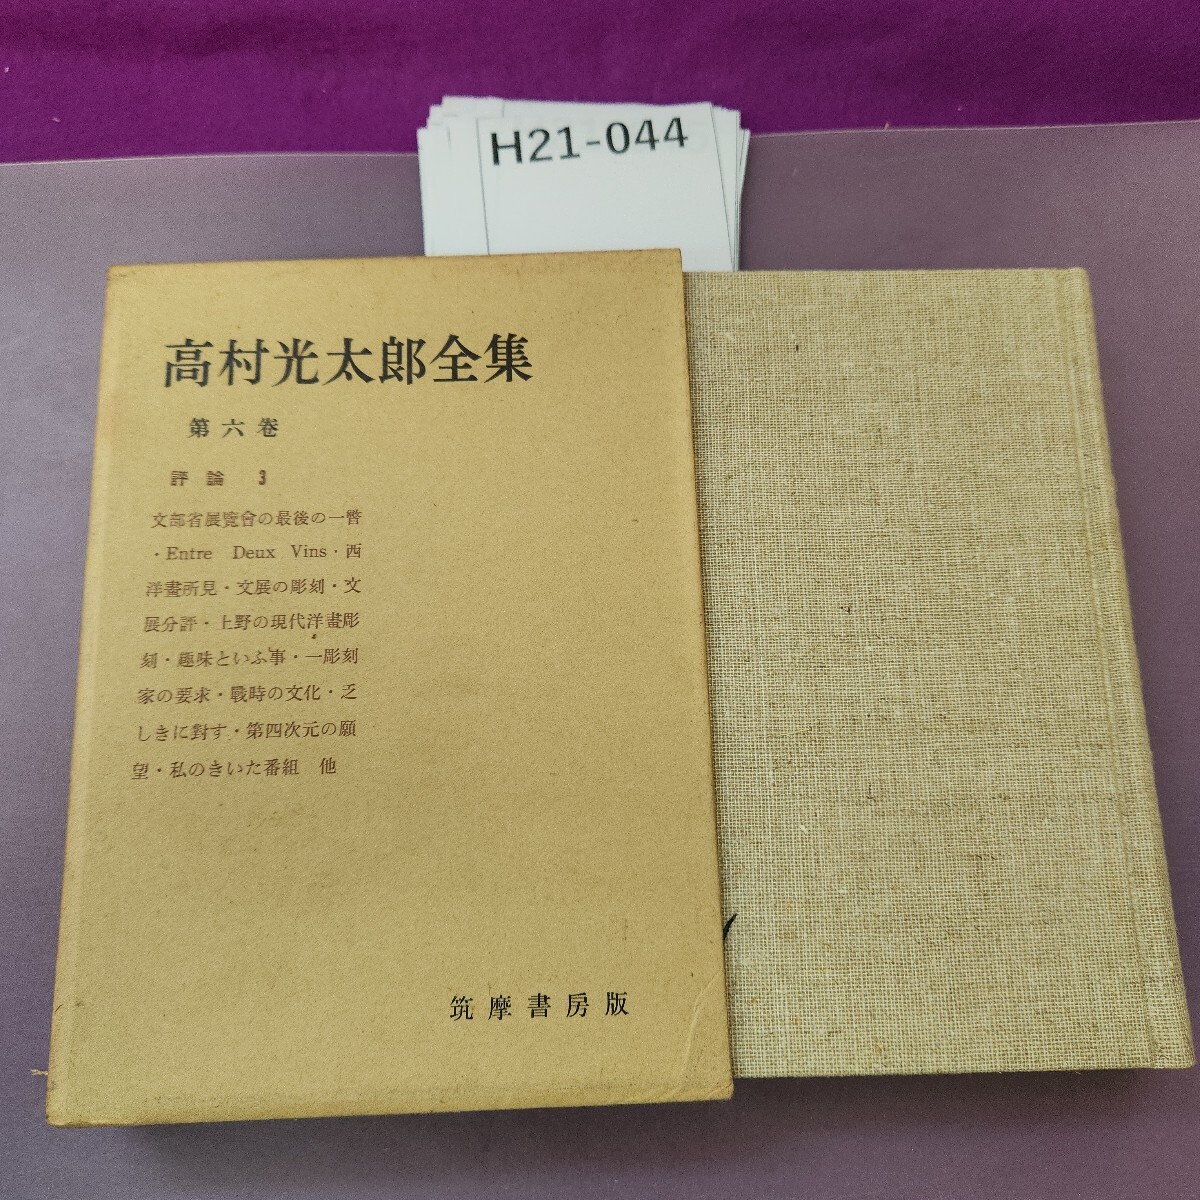 H21-044
高村光太郎全集
第六卷
評論 3
文部省展覽會の最後の一瞥
・Entre Deux Vins・西
洋畫所見・文展の彫刻・文
展分評・上野の現代洋畫彫
刻・趣味といふ事・一彫刻
家の要求・戰時の文化・乏
しきに對す・第四次元の願
望・私のきいた番組 他
筑摩書房版